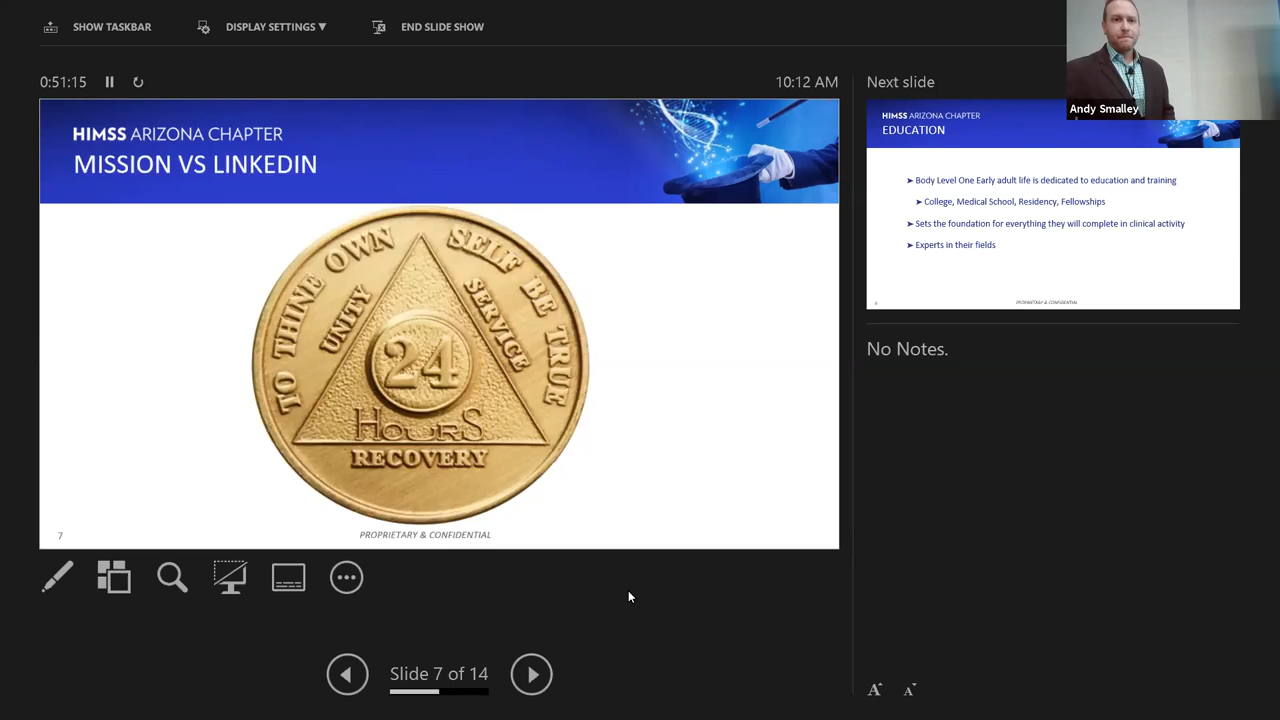 SHOW TASKBAR
DISPLAY SETTINGS ▼
END SLIDE SHOW
0:51:15
10:12 AM
HIMSS ARIZONA CHAPTER
MISSION VS LINKEDIN
TO THINE OWN SELF BE TRUE
UNITY
SERVICE
24
HOURS
RECOVERY
7
PROPRIETARY & CONFIDENTIAL
Slide 7 of 14
Andy Smalley
Next slide
HIMSS ARIZONA CHAPTER
EDUCATION
➤ Body Level One Early adult life is dedicated to education and training
➤ College, Medical School, Residency, Fellowships
➤ Sets the foundation for everything they will complete in clinical activity
➤ Experts in their fields
PROPRIETARY & CONFIDENTIAL
No Notes.
A
A